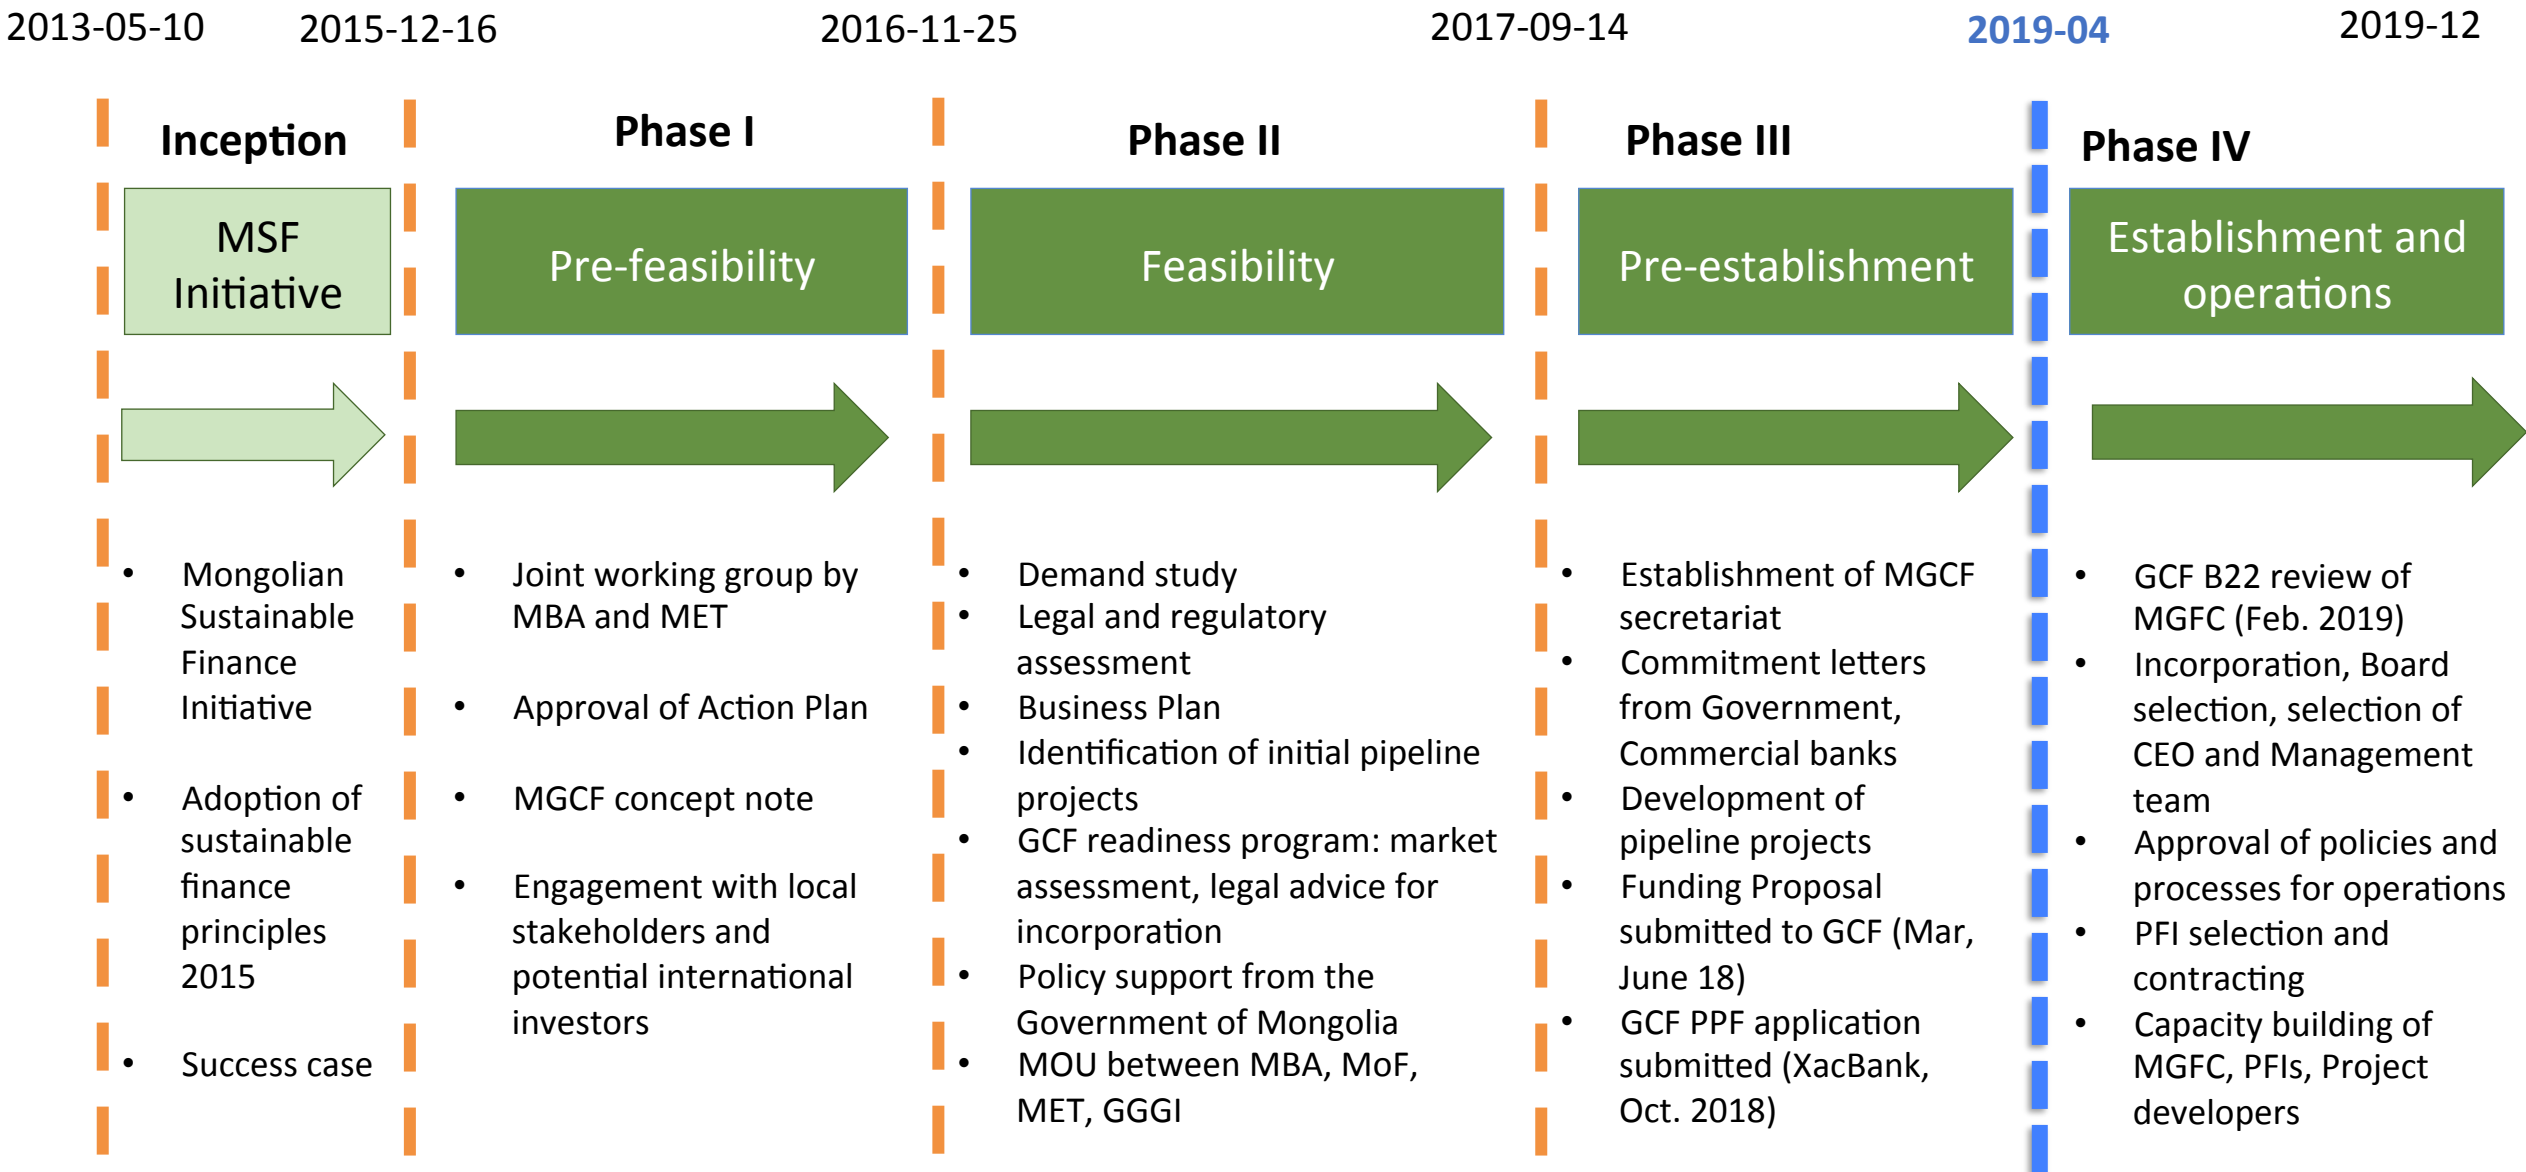 2013-05-10
2015-12-16
2016-11-25
2017-09-14
2019-04
2019-12
Inception
MSF
Initiative
• Mongolian
Sustainable
Finance
Initiative
• Adoption of
sustainable
finance
principles
2015
• Success case
Phase I
Pre-feasibility
• Joint working group by
MBA and MET
• Approval of Action Plan
• MGCF concept note
• Engagement with local
stakeholders and
potential international
investors
Phase II
Feasibility
• Demand study
• Legal and regulatory
assessment
• Business Plan
• Identification of initial pipeline
projects
• GCF readiness program: market
assessment, legal advice for
incorporation
• Policy support from the
Government of Mongolia
• MOU between MBA, MoF,
MET, GGGI
Phase III
Pre-establishment
• Establishment of MGCF
secretariat
• Commitment letters
from Government,
Commercial banks
• Development of
pipeline projects
• Funding Proposal
submitted to GCF (Mar,
June 18)
• GCF PPF application
submitted (XacBank,
Oct. 2018)
Phase IV
Establishment and
operations
• GCF B22 review of
MGFC (Feb. 2019)
• Incorporation, Board
selection, selection of
CEO and Management
team
• Approval of policies and
processes for operations
• PFI selection and
contracting
• Capacity building of
MGFC, PFIs, Project
developers